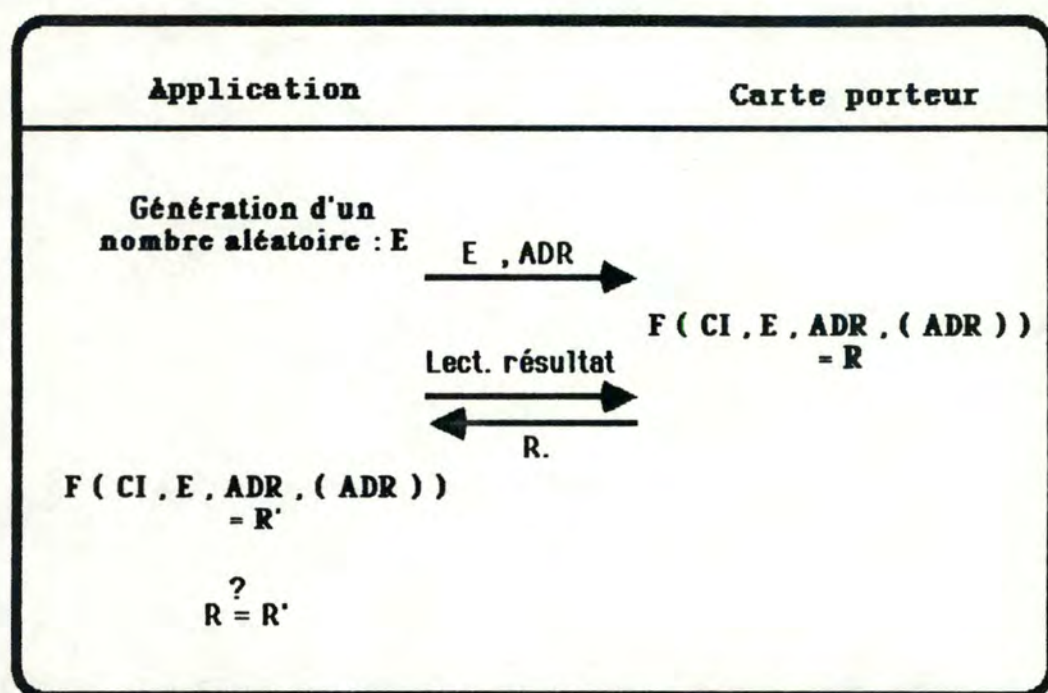 Application
Carte porteur
Génération d'un
nombre aléatoire : E
E , ADR
F ( CI , E , ADR , ( ADR ) )
= R
Lect. résultat
R.
F ( CI , E , ADR , ( ADR ) )
= R'
?
R = R'